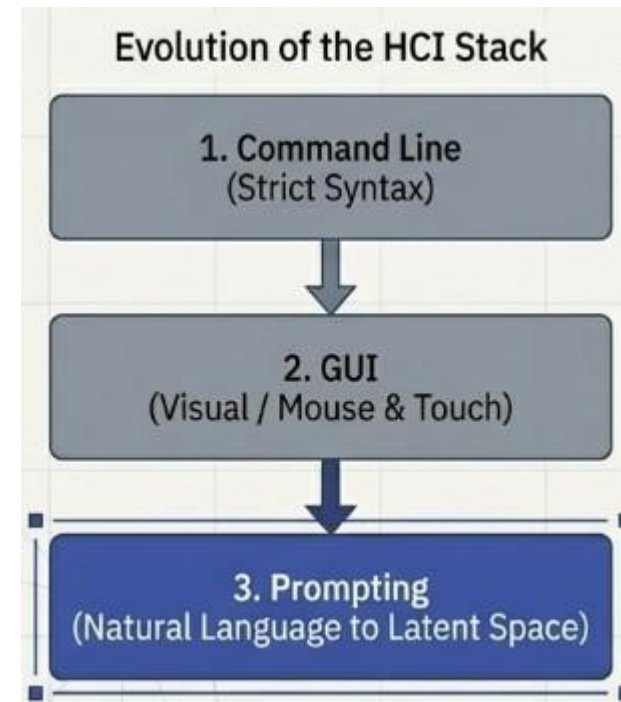 Evolution of the HCI Stack
1. Command Line
(Strict Syntax)
2. GUI
(Visual / Mouse & Touch)
3. Prompting
(Natural Language to Latent Space)